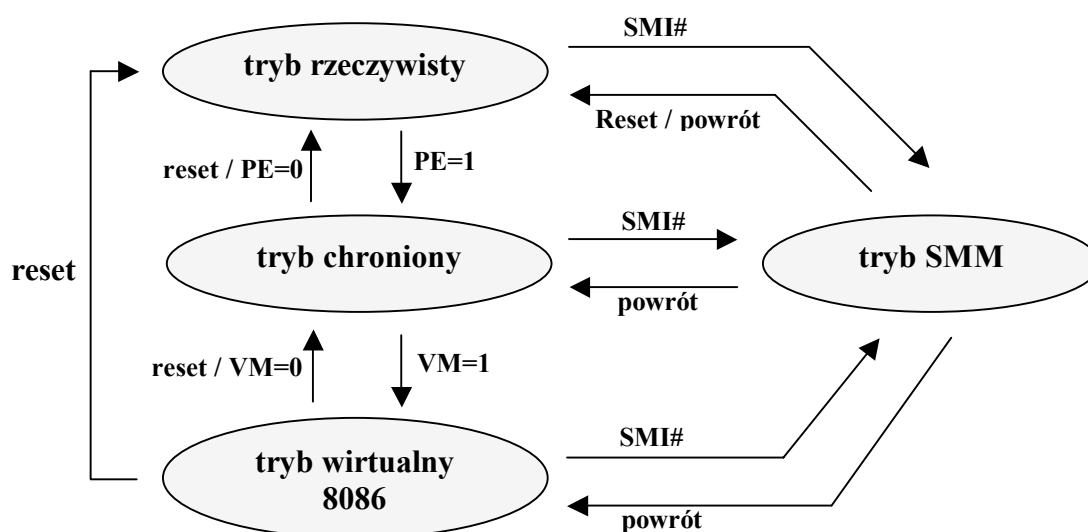 SMI#
tryb rzeczywisty
Reset / powrót
reset / PE=0
PE=1
SMI#
tryb chroniony
tryb SMM
reset
powrót
reset / VM=0
VM=1
SMI#
tryb wirtualny
8086
powrót